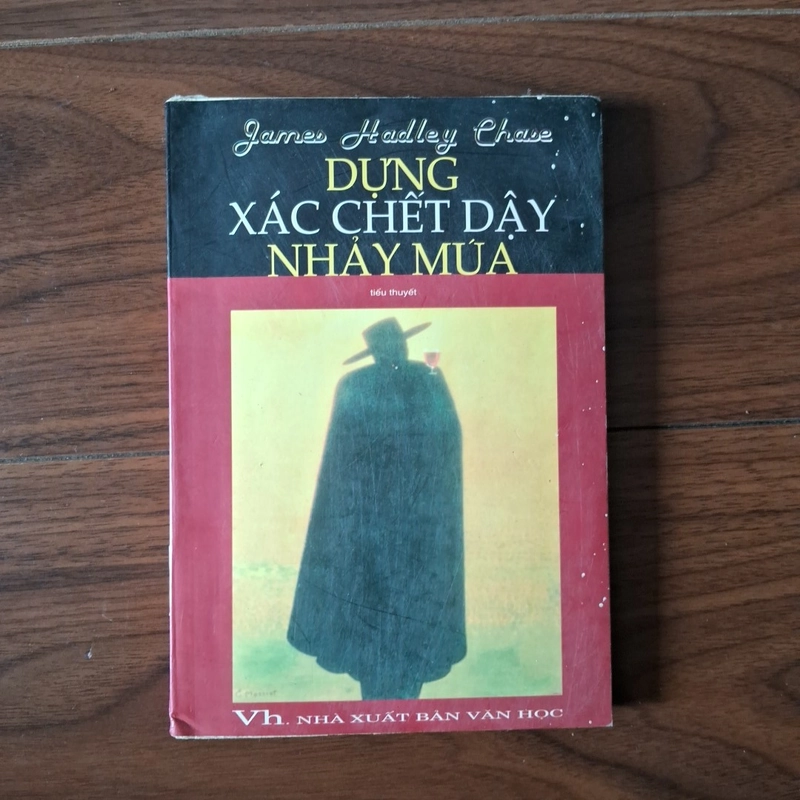 James Hadley Chase
DỰNG
XÁC CHẾT DẬY
NHẢY MÚA
tiểu thuyết
Vh. NHÀ XUẤT BẢN VĂN HỌC